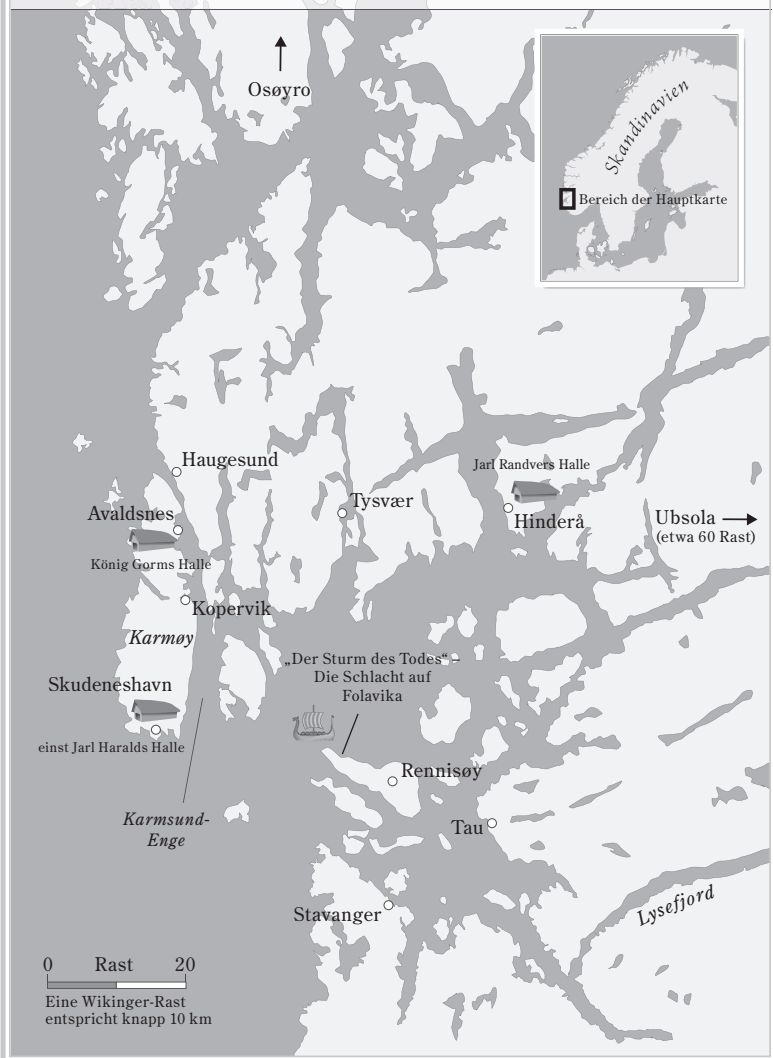 Osøyro
Skandinavien
Bereich der Hauptkarte
Haugesund
Jarl Randvers Halle
Avaldsnes
Tysvær
Hinderå
Ubsola
(etwa 60 Rast)
König Gorms Halle
Kopervik
Karmøy
„Der Sturm des Todes“ –
Die Schlacht auf
Folavika
Skudeneshavn
einst Jarl Haralds Halle
Rennisøy
Karmsund-
Enge
Tau
Stavanger
Lysefjord
0 Rast 20
Eine Wikinger-Rast
entspricht knapp 10 km